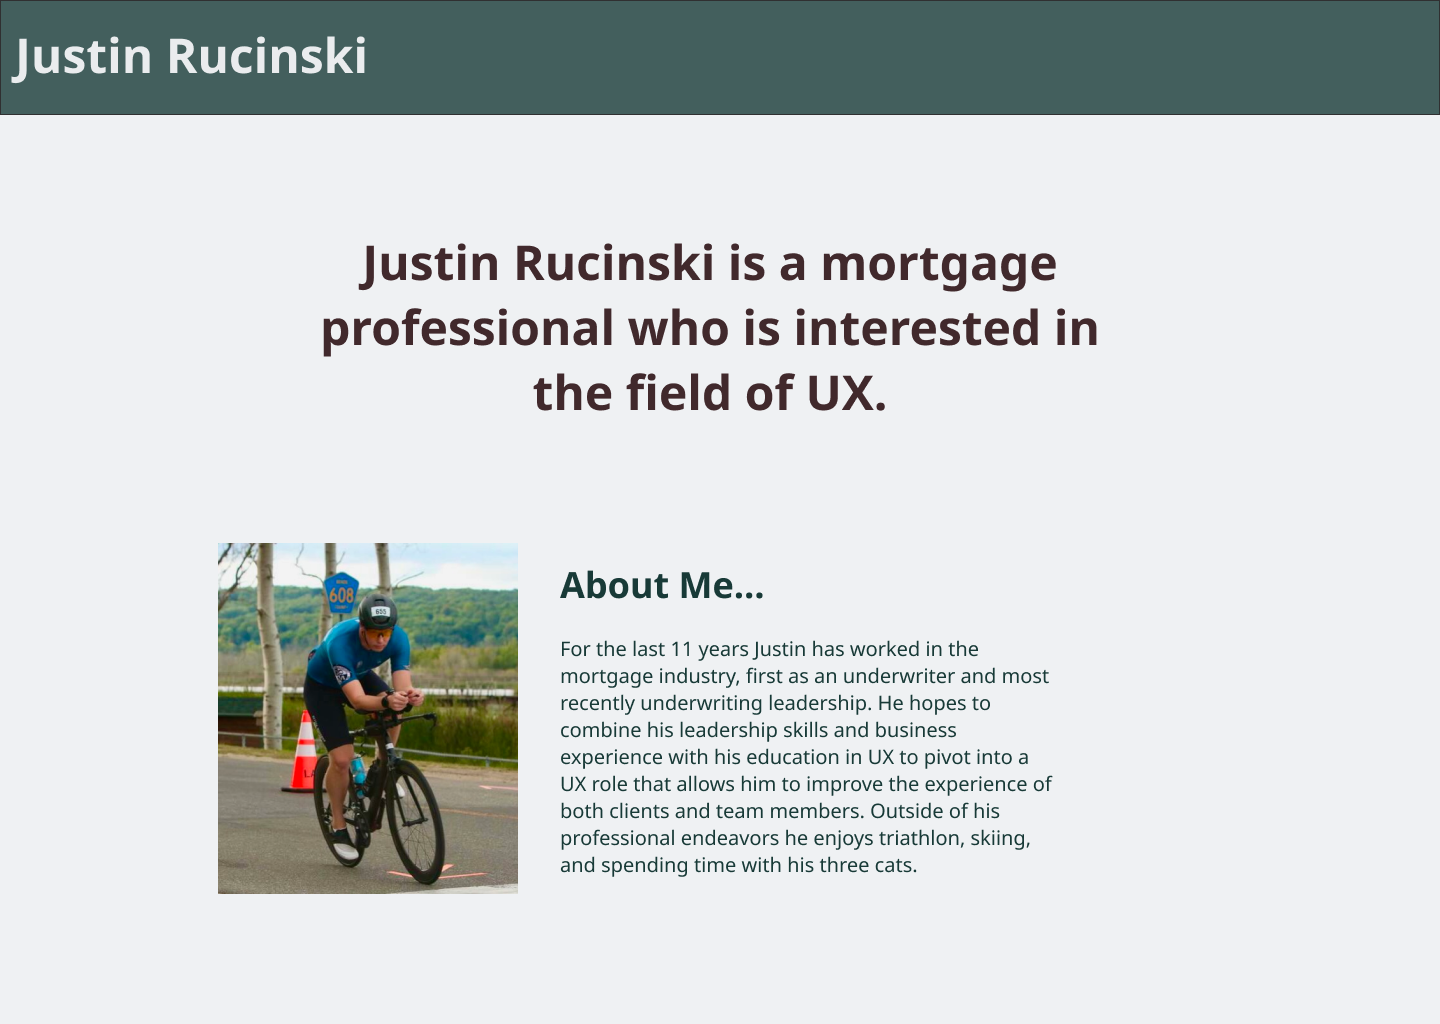 Justin Rucinski
Justin Rucinski is a mortgage
professional who is interested in
the field of UX.
608
655
About Me...
For the last 11 years Justin has worked in the
mortgage industry, first as an underwriter and most
recently underwriting leadership. He hopes to
combine his leadership skills and business
experience with his education in UX to pivot into a
UX role that allows him to improve the experience of
both clients and team members. Outside of his
professional endeavors he enjoys triathlon, skiing,
and spending time with his three cats.